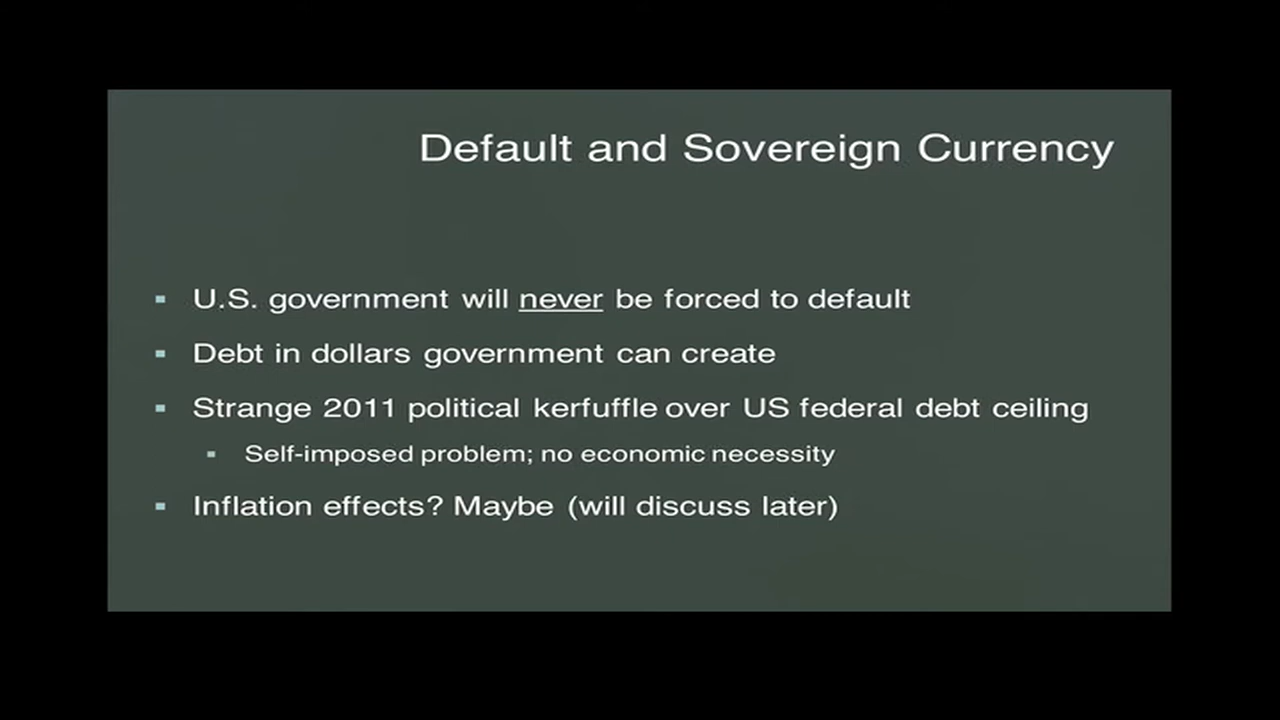 Default and Sovereign Currency
U.S. government will never be forced to default
Debt in dollars government can create
Strange 2011 political kerfuffle over US federal debt ceiling
Self-imposed problem; no economic necessity
Inflation effects? Maybe (will discuss later)